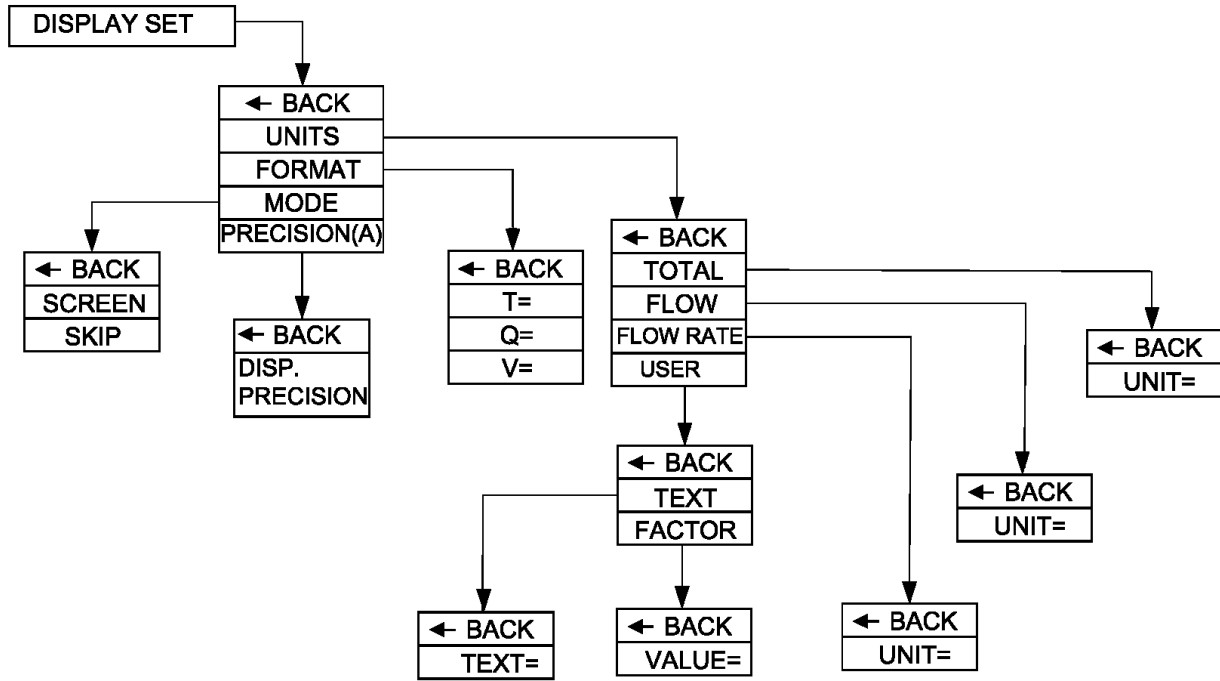 DISPLAY SET
← BACK
UNITS
FORMAT
MODE
PRECISION(A)
← BACK
SCREEN
SKIP
← BACK
DISP.
PRECISION
← BACK
T=
Q=
V=
← BACK
TOTAL
FLOW
FLOW RATE
USER
← BACK
UNIT=
← BACK
UNIT=
← BACK
TEXT
FACTOR
← BACK
TEXT=
← BACK
VALUE=
← BACK
UNIT=